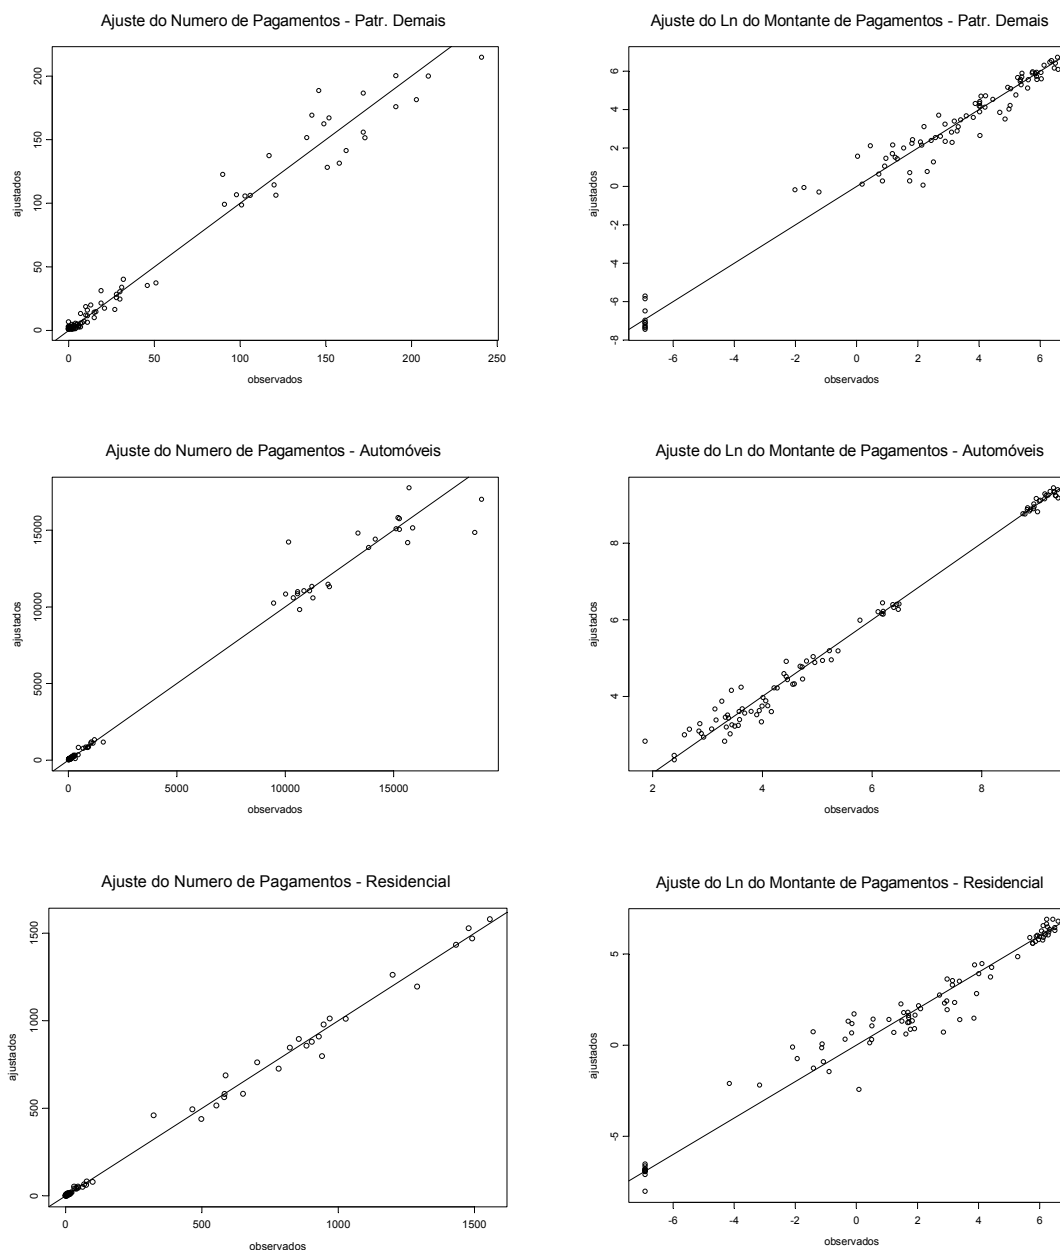 Ajuste do Numero de Pagamentos - Patr. Demais
ajustados
200
150
100
50
0
0 50 100 150 200 250
observados
Ajuste do Ln do Montante de Pagamentos - Patr. Demais
ajustados
6
4
2
0
-2
-4
-6
-8
-6 -4 -2 0 2 4 6
observados
Ajuste do Numero de Pagamentos - Automóveis
ajustados
15000
10000
5000
0
0 5000 10000 15000
observados
Ajuste do Ln do Montante de Pagamentos - Automóveis
ajustados
8
6
4
2 4 6 8
observados
Ajuste do Numero de Pagamentos - Residencial
ajustados
1500
1000
500
0
0 500 1000 1500
observados
Ajuste do Ln do Montante de Pagamentos - Residencial
ajustados
5
0
-5
-6 -4 -2 0 2 4 6
observados